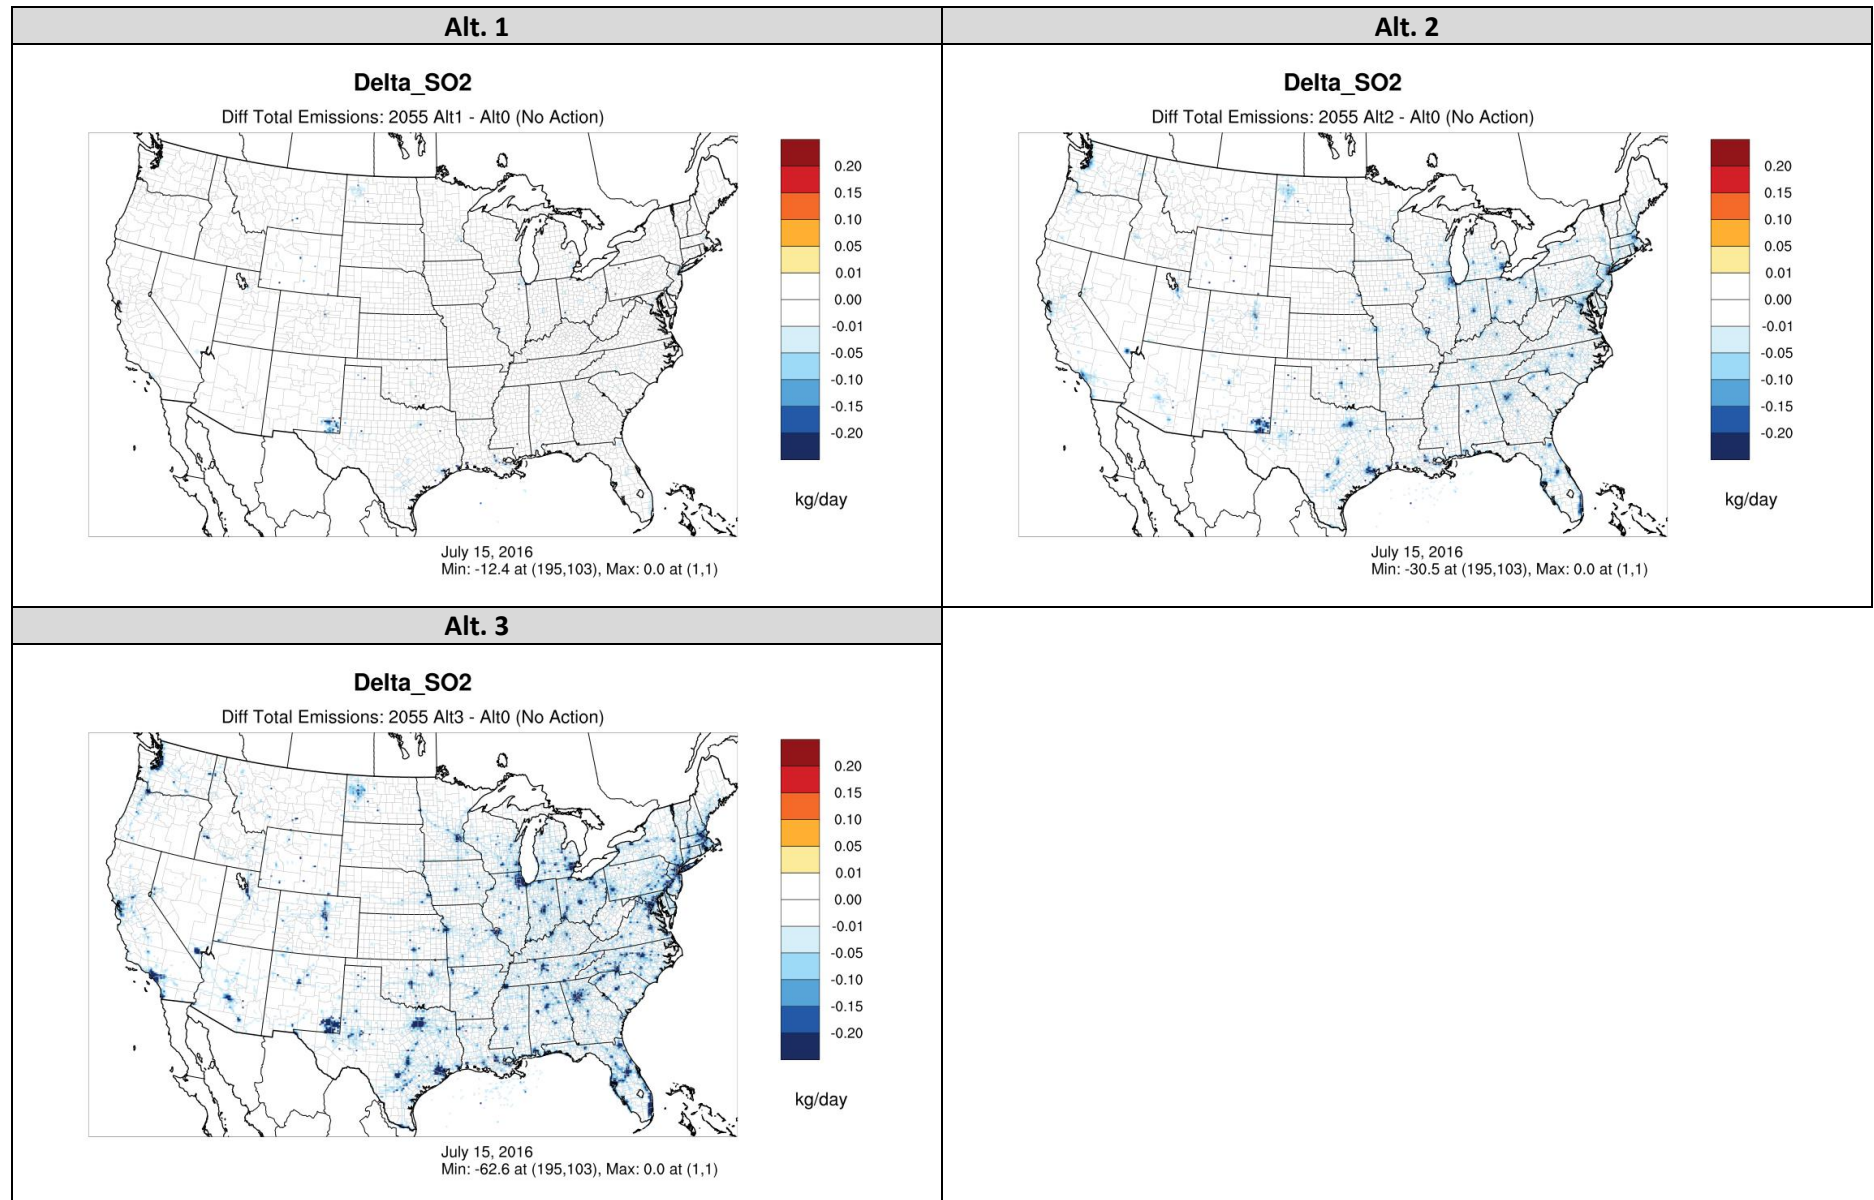 Alt. 1
Delta_SO2
Diff Total Emissions: 2055 Alt1 - Alt0 (No Action)
0.20
0.15
0.10
0.05
0.01
0.00
-0.01
-0.05
-0.10
-0.15
-0.20
kg/day
July 15, 2016
Min: -12.4 at (195,103), Max: 0.0 at (1,1)
Alt. 2
Delta_SO2
Diff Total Emissions: 2055 Alt2 - Alt0 (No Action)
0.20
0.15
0.10
0.05
0.01
0.00
-0.01
-0.05
-0.10
-0.15
-0.20
kg/day
July 15, 2016
Min: -30.5 at (195,103), Max: 0.0 at (1,1)
Alt. 3
Delta_SO2
Diff Total Emissions: 2055 Alt3 - Alt0 (No Action)
0.20
0.15
0.10
0.05
0.01
0.00
-0.01
-0.05
-0.10
-0.15
-0.20
kg/day
July 15, 2016
Min: -62.6 at (195,103), Max: 0.0 at (1,1)